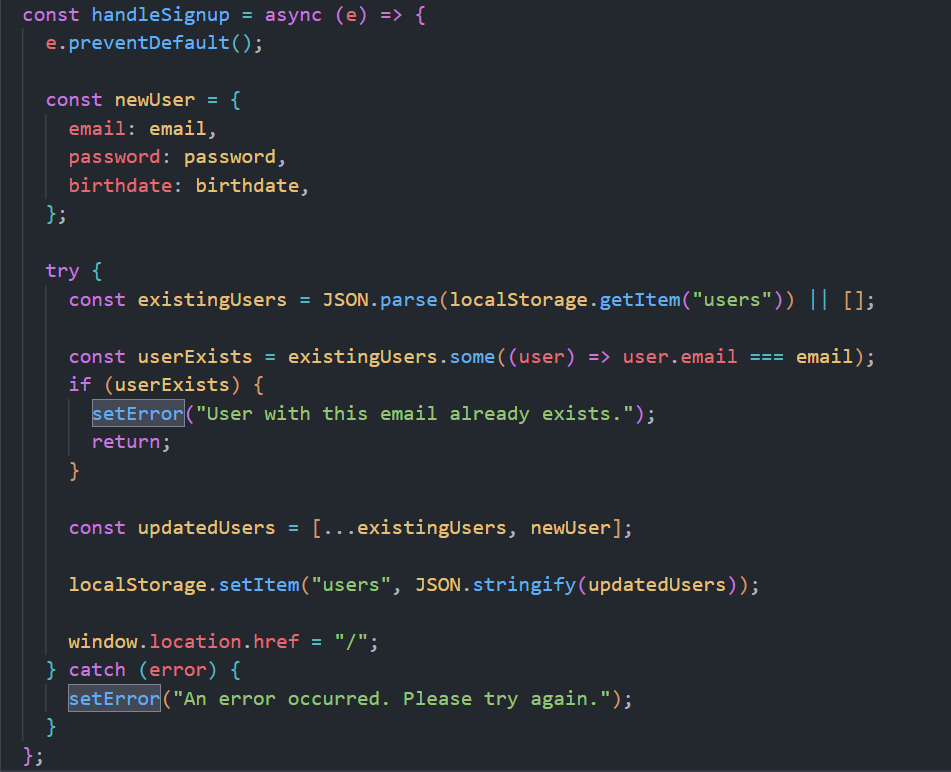 const handleSignup = async (e) => {
e.preventDefault();
const newUser = {
email: email,
password: password,
birthdate: birthdate,
};
try {
const existingUsers = JSON.parse(localStorage.getItem("users")) || [];
const userExists = existingUsers.some((user) => user.email === email);
if (userExists) {
setError("User with this email already exists.");
return;
}
const updatedUsers = [...existingUsers, newUser];
localStorage.setItem("users", JSON.stringify(updatedUsers));
window.location.href = "/";
} catch (error) {
setError("An error occurred. Please try again.");
}
};